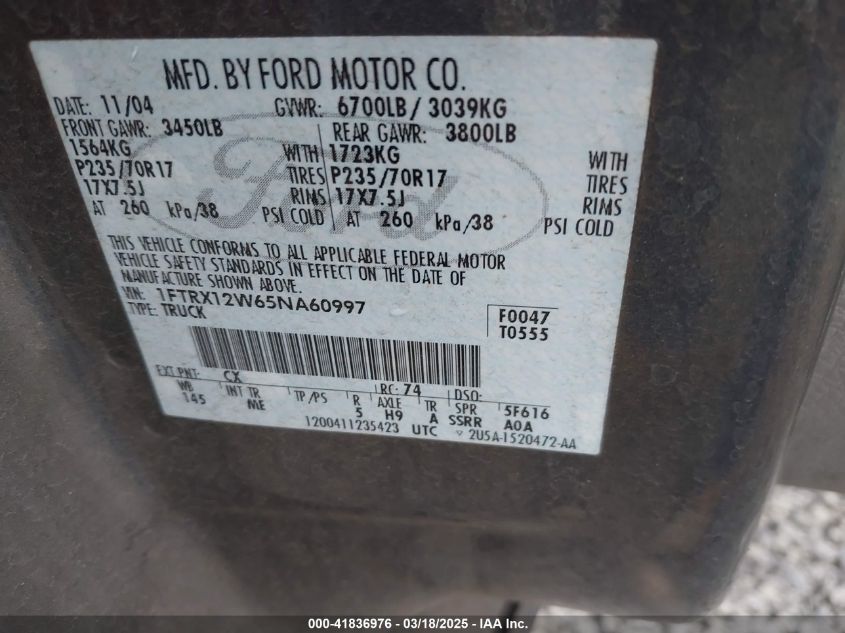 MFD. BY FORD MOTOR CO.
DATE: 11/04 GVWR: 6700LB/ 3039KG
FRONT GAWR: 3450LB REAR GAWR: 3800LB
1564KG WITH 1723KG WITH
P235/70R17 TIRES P235/70R17 TIRES
17X7.5J RIMS 17X7.5J RIMS
AT 260 kPa/38 PSI COLD AT 260 kPa/38 PSI COLD
Ford
THIS VEHICLE CONFORMS TO ALL APPLICABLE FEDERAL MOTOR
VEHICLE SAFETY STANDARDS IN EFFECT ON THE DATE OF
MANUFACTURE SHOWN ABOVE.
VIN: 1FTRX12W65NA60997 F0047
TYPE: TRUCK T0555
EXT PNT: CX RC: 74 DSO:
WB INT TR TP/PS R AXLE TR SPR 5F616
145 ME 5 H9 A SSRR A0A
1200411235423 UTC ▽ 2U5A-1520472-AA
000-41836976 — 03/18/2025 - IAA Inc.